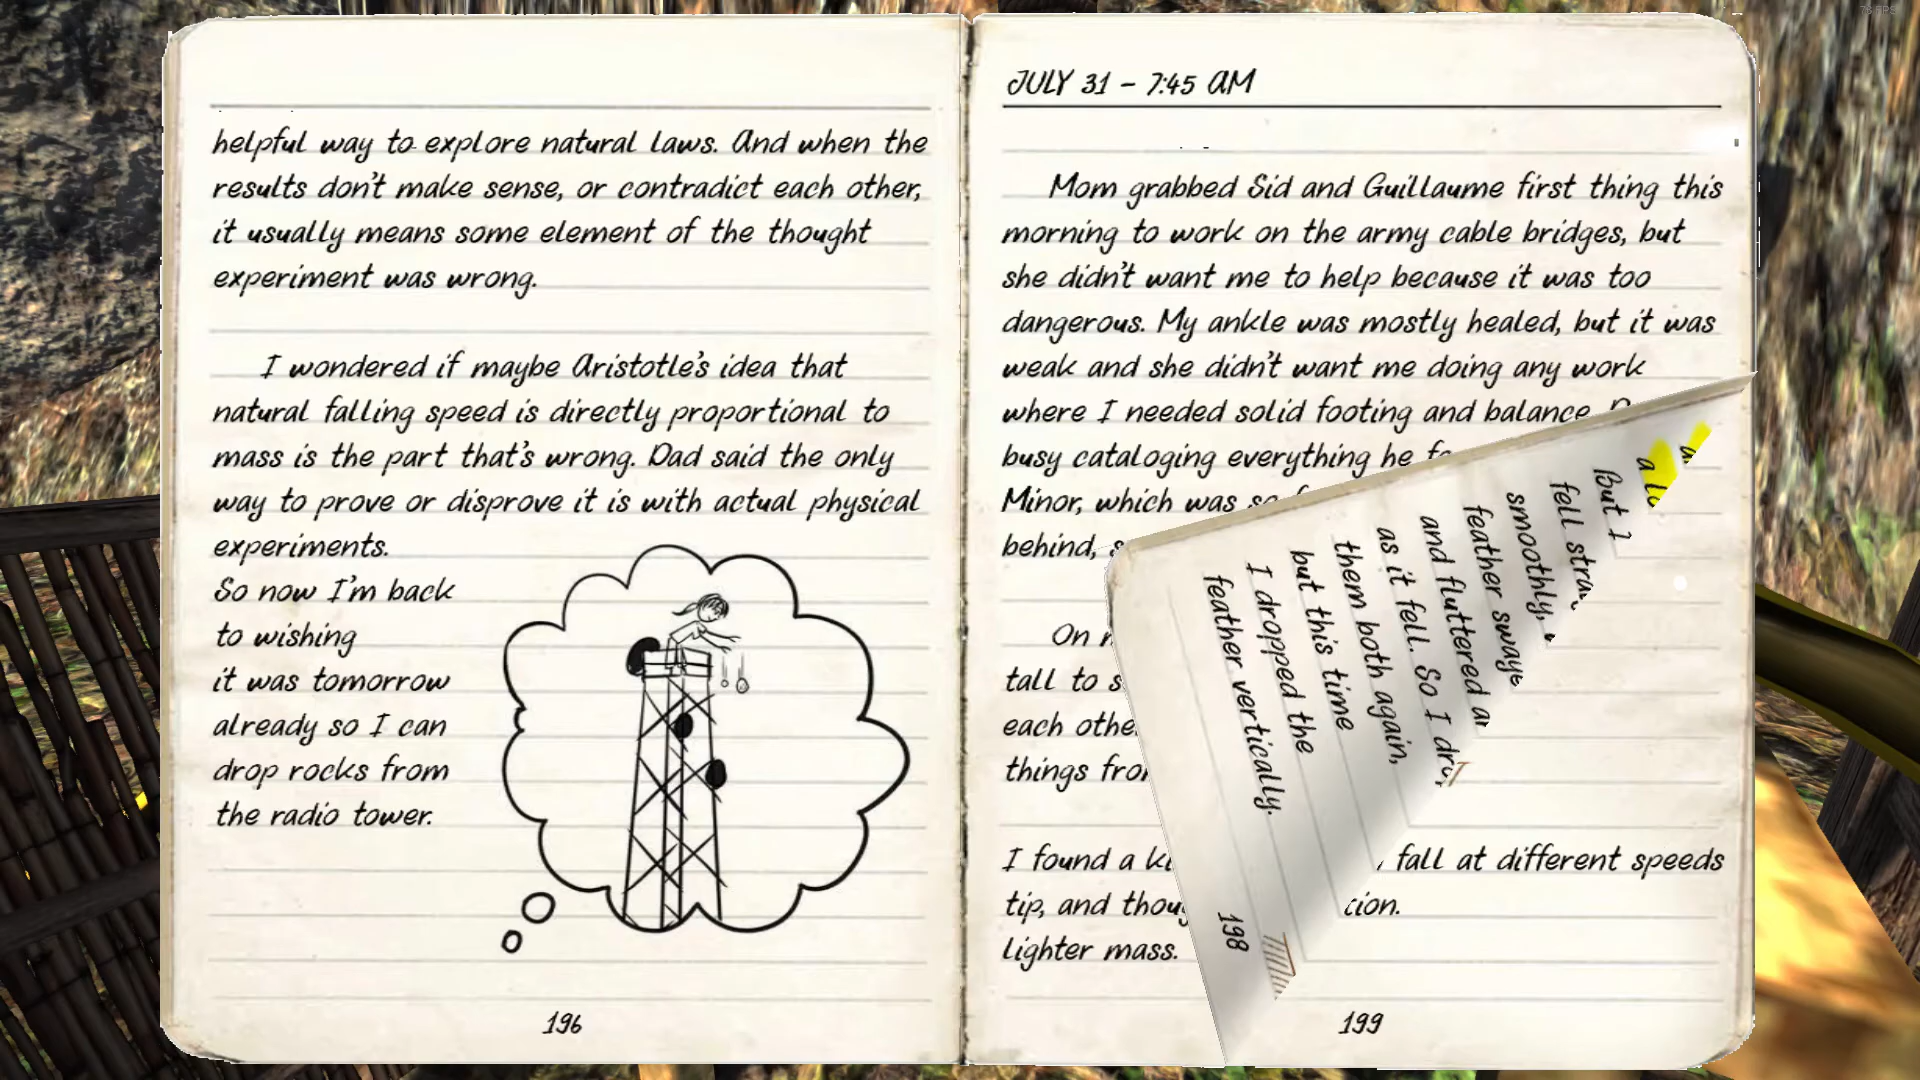 helpful way to explore natural laws. And when the
results don't make sense, or contradict each other,
it usually means some element of the thought
experiment was wrong.
I wondered if maybe Aristotle's idea that
natural falling speed is directly proportional to
mass is the part that's wrong. Dad said the only
way to prove or disprove it is with actual physical
experiments.
So now I'm back
to wishing
it was tomorrow
already so I can
drop rocks from
the radio tower.
196
JULY 31 - 7:45 AM
Mom grabbed Sid and Guillaume first thing this
morning to work on the army cable bridges, but
she didn't want me to help because it was too
dangerous. My ankle was mostly healed, but it was
weak and she didn't want me doing any work
where I needed solid footing and balance.
busy cataloging everything he
Minor, which was
behind,
On
tall to
each
things
I found a
tip, and
lighter mass.
fall at different speeds
199
a
But I
fell
smoothly,
feather
and fluttered
as it fell. So I
them both again,
but this time
I dropped the
feather vertically.
198